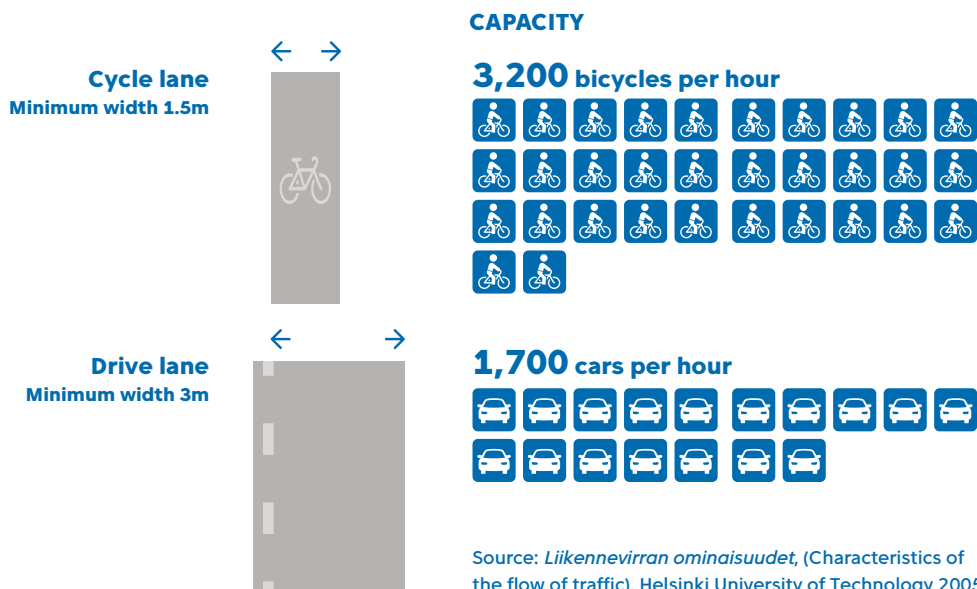 CAPACITY
Cycle lane
Minimum width 1.5m
3,200 bicycles per hour
Drive lane
Minimum width 3m
1,700 cars per hour
Source: Liikennevirran ominaisuudet, (Characteristics of
the flow of traffic), Helsinki University of Technology 2005